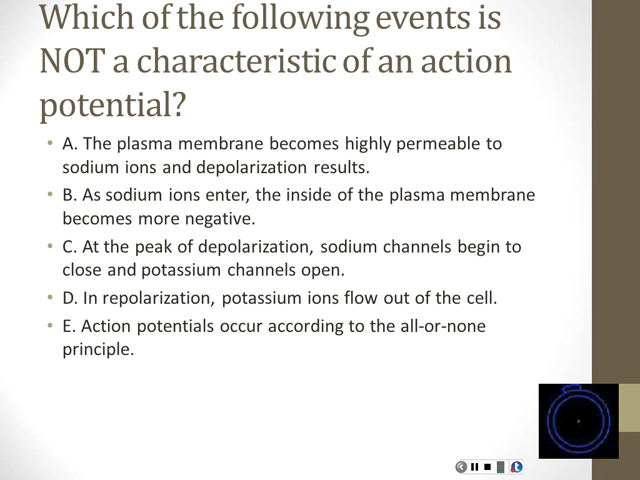 Which of the following events is
NOT a characteristic of an action
potential?
• A. The plasma membrane becomes highly permeable to
sodium ions and depolarization results.
• B. As sodium ions enter, the inside of the plasma membrane
becomes more negative.
• C. At the peak of depolarization, sodium channels begin to
close and potassium channels open.
• D. In repolarization, potassium ions flow out of the cell.
• E. Action potentials occur according to the all-or-none
principle.